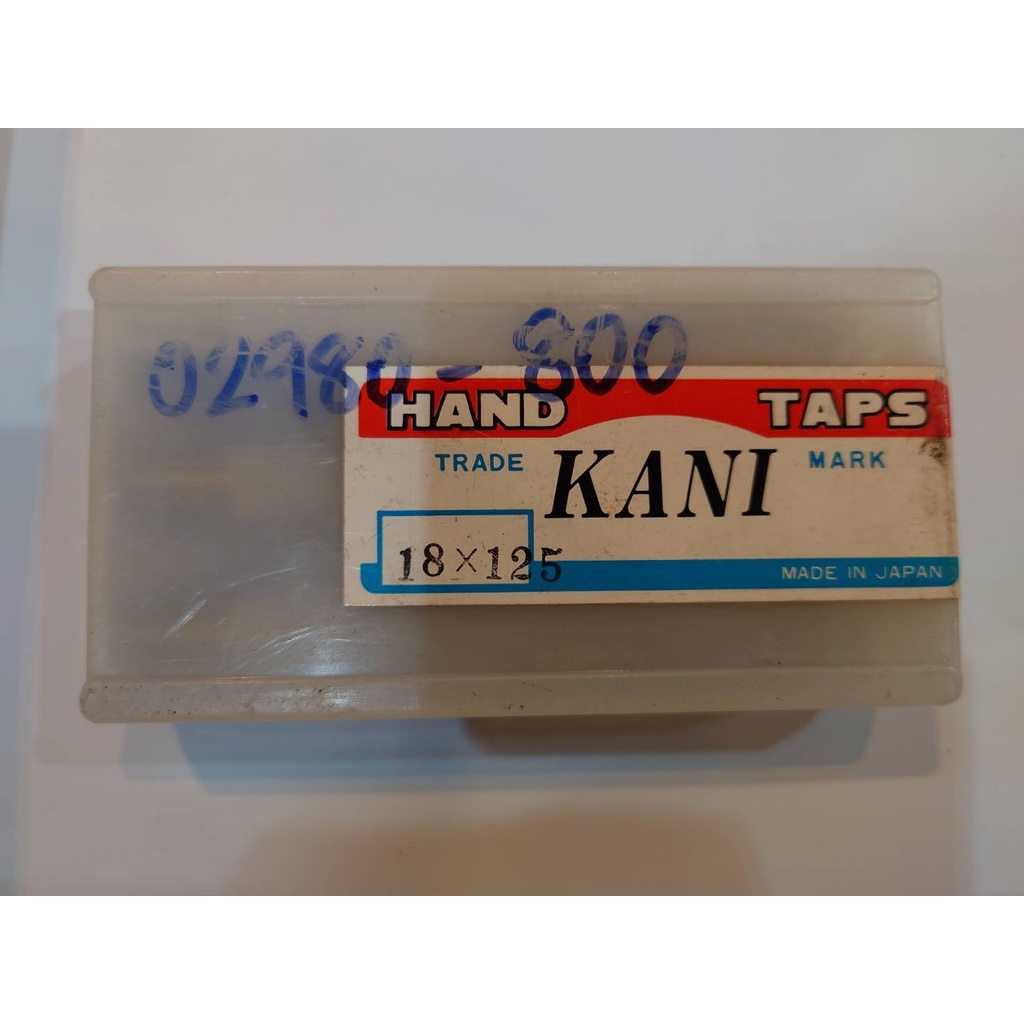 02980-800
HAND TAPS
TRADE KANI MARK
18×125
MADE IN JAPAN